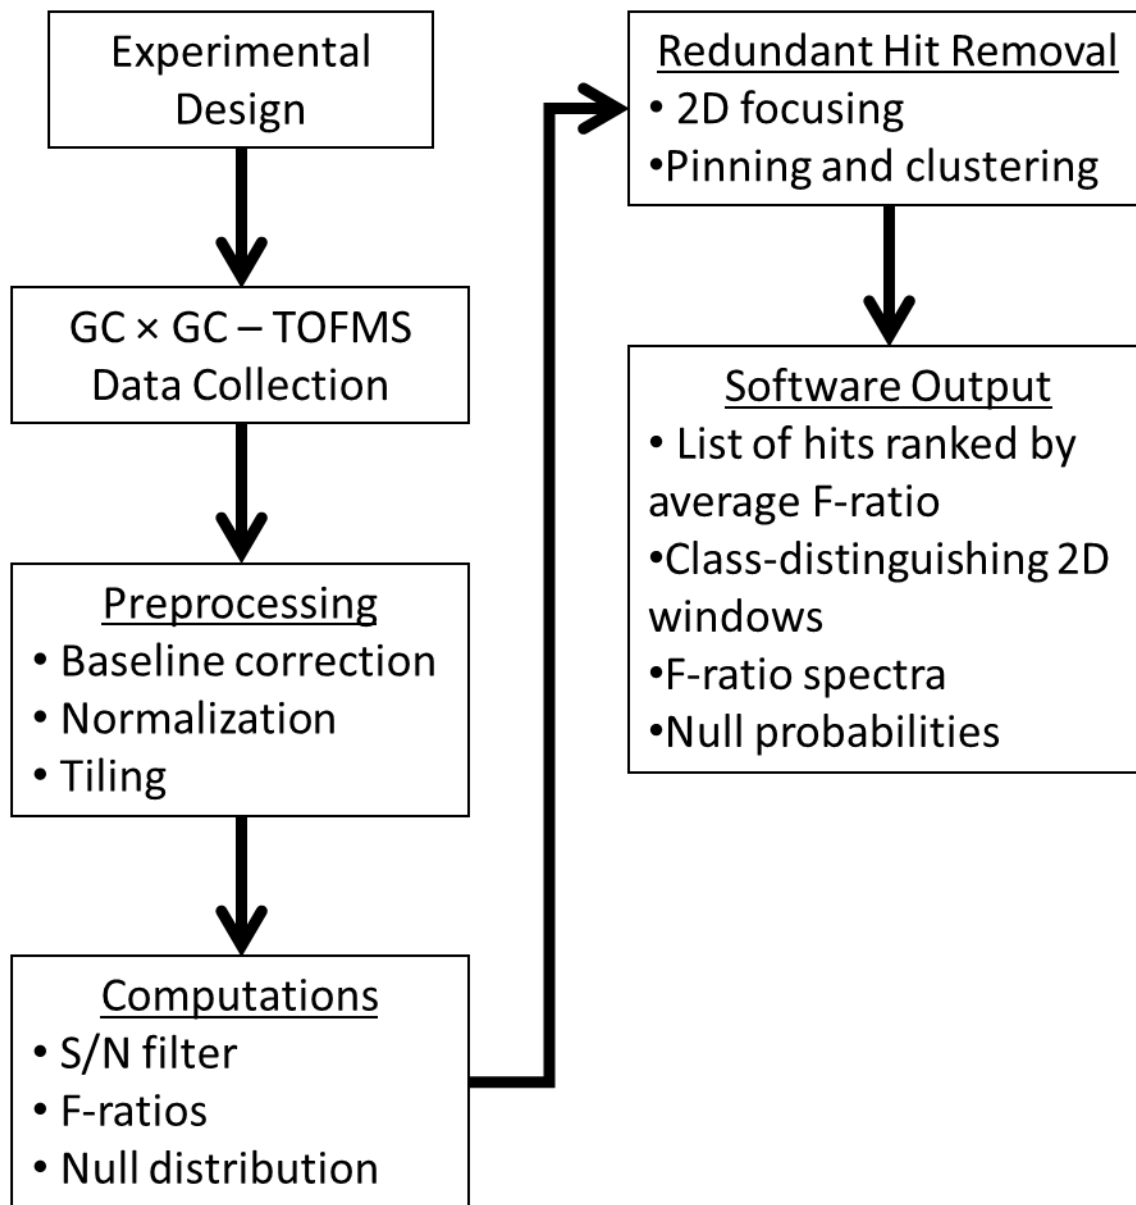 Experimental
Design
GC × GC – TOFMS
Data Collection
Preprocessing
• Baseline correction
• Normalization
• Tiling
Computations
• S/N filter
• F-ratios
• Null distribution
Redundant Hit Removal
• 2D focusing
•Pinning and clustering
Software Output
• List of hits ranked by
average F-ratio
•Class-distinguishing 2D
windows
•F-ratio spectra
•Null probabilities